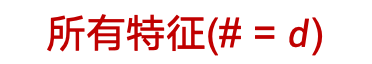 所有特征(# = d)